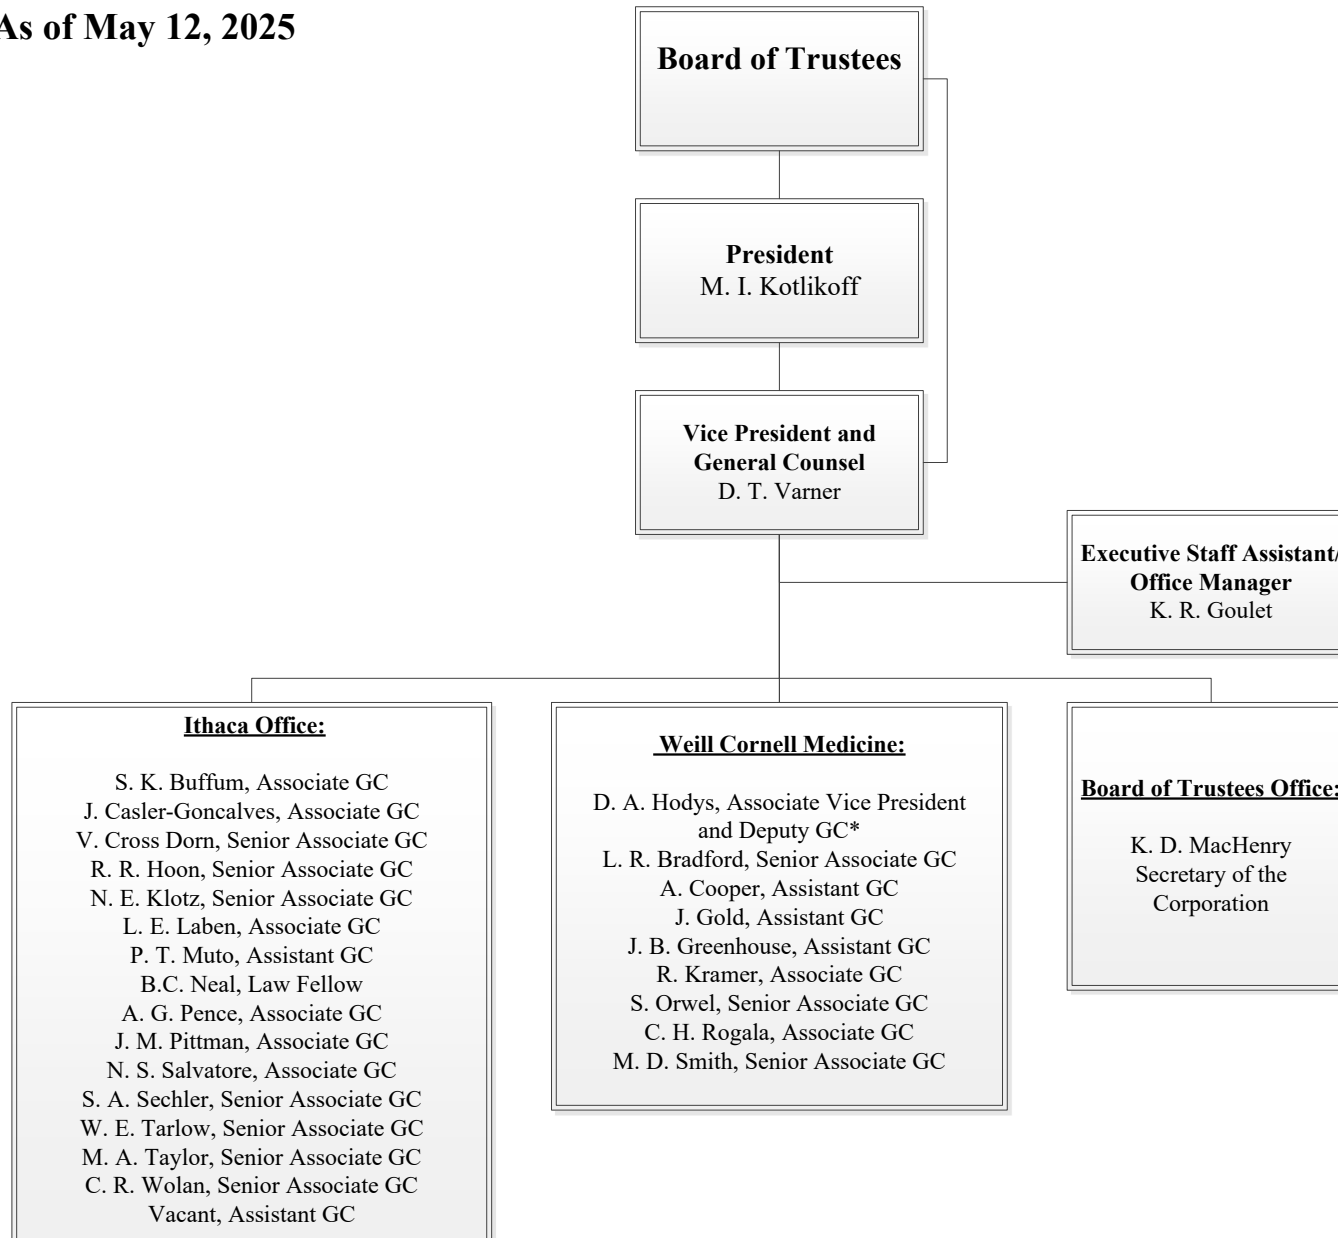 As of May 12, 2025
Board of Trustees
President
M. I. Kotlikoff
Vice President and
General Counsel
D. T. Varner
Executive Staff Assistant/
Office Manager
K. R. Goulet
Ithaca Office:
S. K. Buffum, Associate GC
J. Casler-Goncalves, Associate GC
V. Cross Dorn, Senior Associate GC
R. R. Hoon, Senior Associate GC
N. E. Klotz, Senior Associate GC
L. E. Laben, Associate GC
P. T. Muto, Assistant GC
B.C. Neal, Law Fellow
A. G. Pence, Associate GC
J. M. Pittman, Associate GC
N. S. Salvatore, Associate GC
S. A. Sechler, Senior Associate GC
W. E. Tarlow, Senior Associate GC
M. A. Taylor, Senior Associate GC
C. R. Wolan, Senior Associate GC
Vacant, Assistant GC
Weill Cornell Medicine:
D. A. Hodys, Associate Vice President
and Deputy GC*
L. R. Bradford, Senior Associate GC
A. Cooper, Assistant GC
J. Gold, Assistant GC
J. B. Greenhouse, Assistant GC
R. Kramer, Associate GC
S. Orwel, Senior Associate GC
C. H. Rogala, Associate GC
M. D. Smith, Senior Associate GC
Board of Trustees Office:
K. D. MacHenry
Secretary of the
Corporation